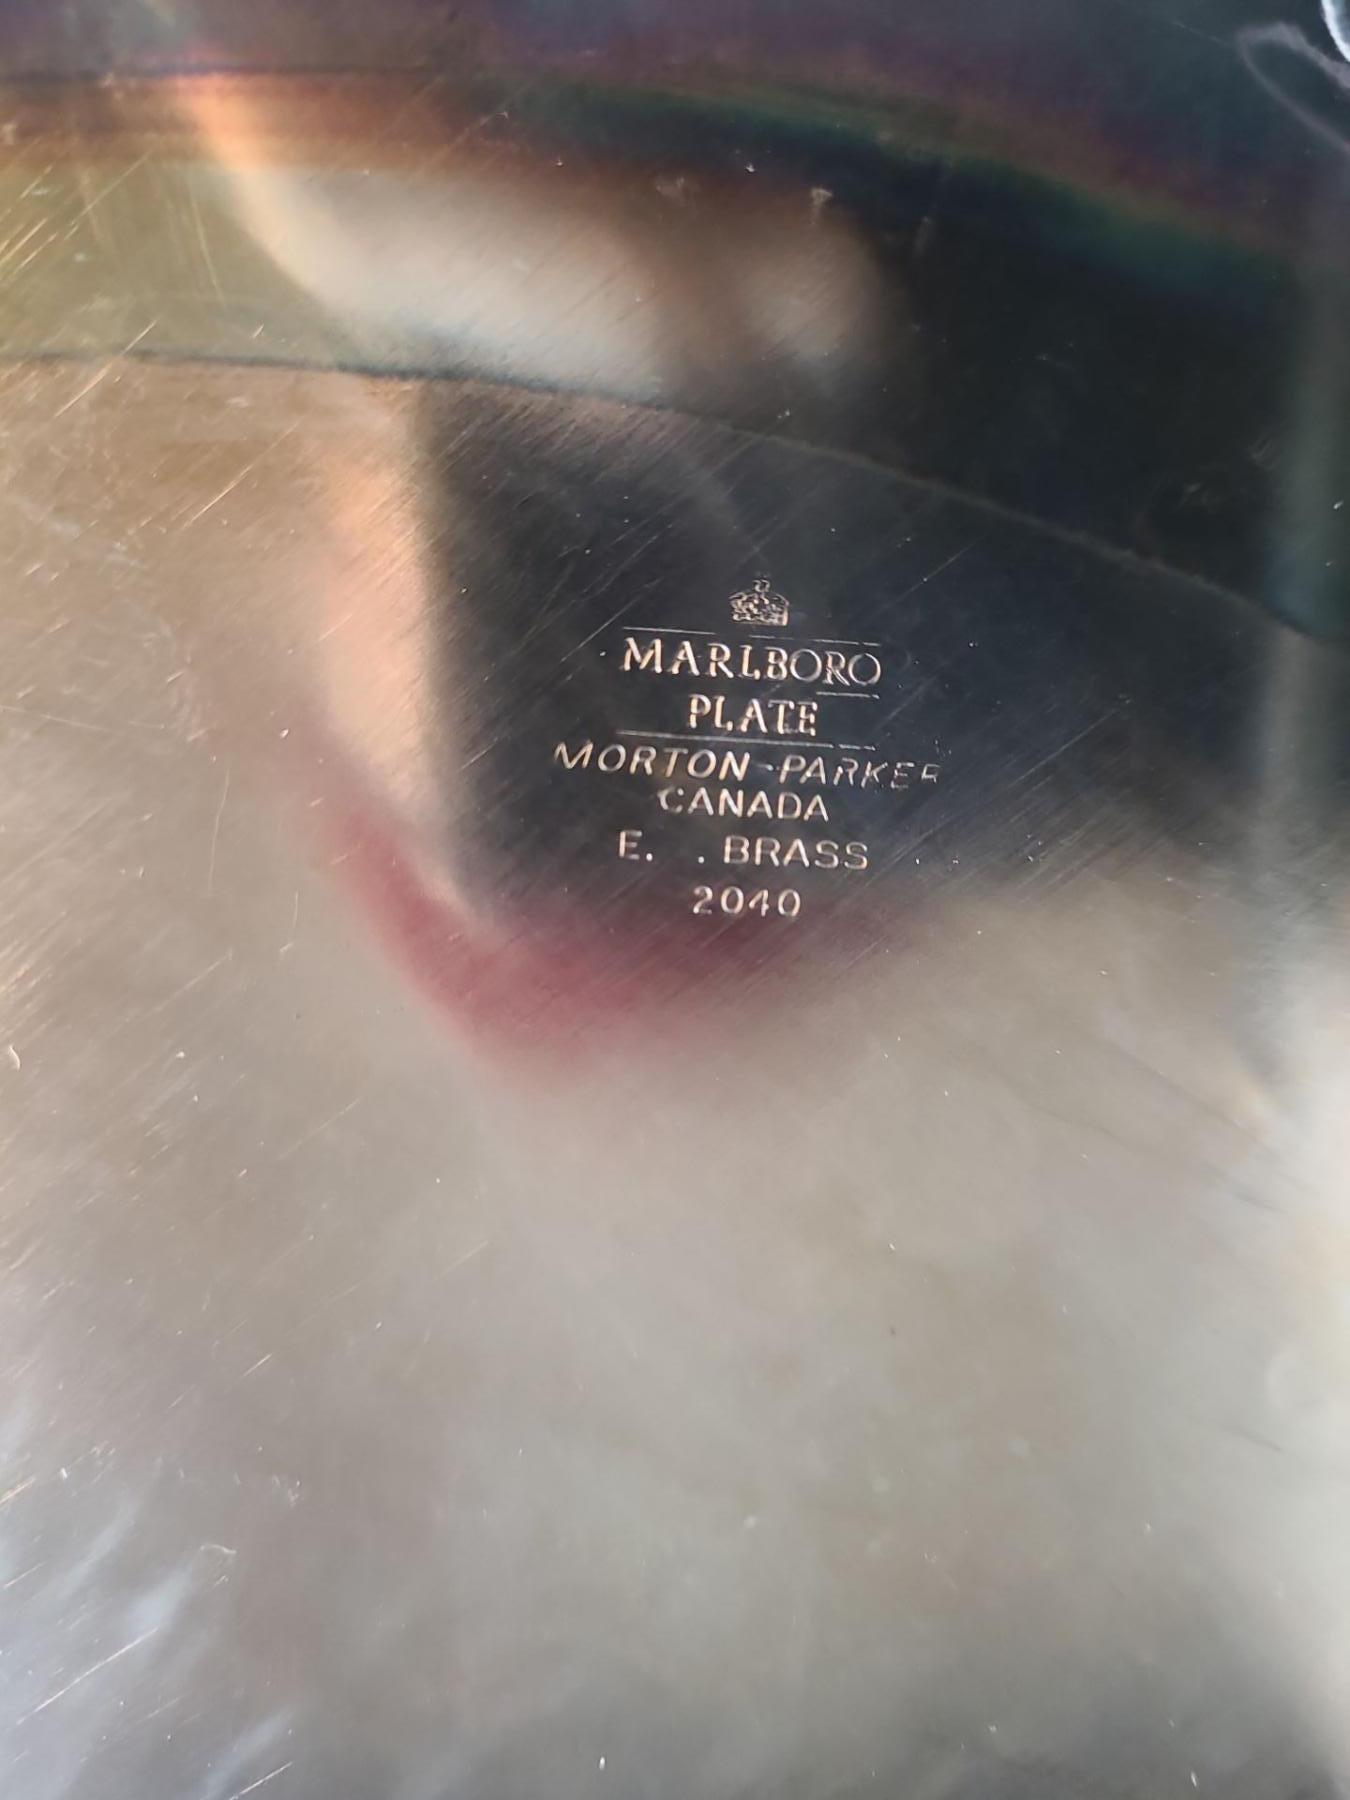 MARLBORO
PLATE
MORTON-PARKER
CANADA
E. . BRASS
2040